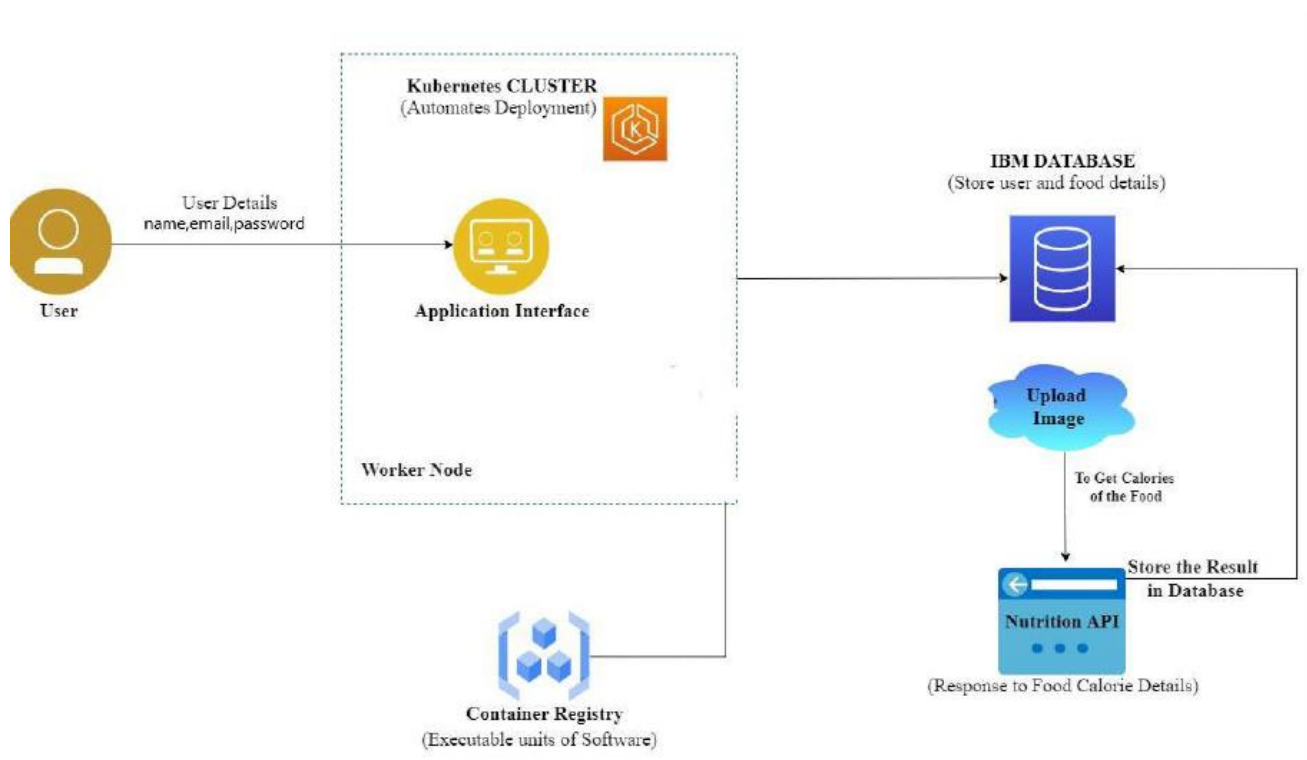 Kubernetes CLUSTER
(Automates Deployment)
K
User Details
name,email,password
User
Application Interface
Worker Node
IBM DATABASE
(Store user and food details)
Upload
Image
To Get Calories
of the Food
Store the Result
in Database
Nutrition API
(Response to Food Calorie Details)
Container Registry
(Executable units of Software)